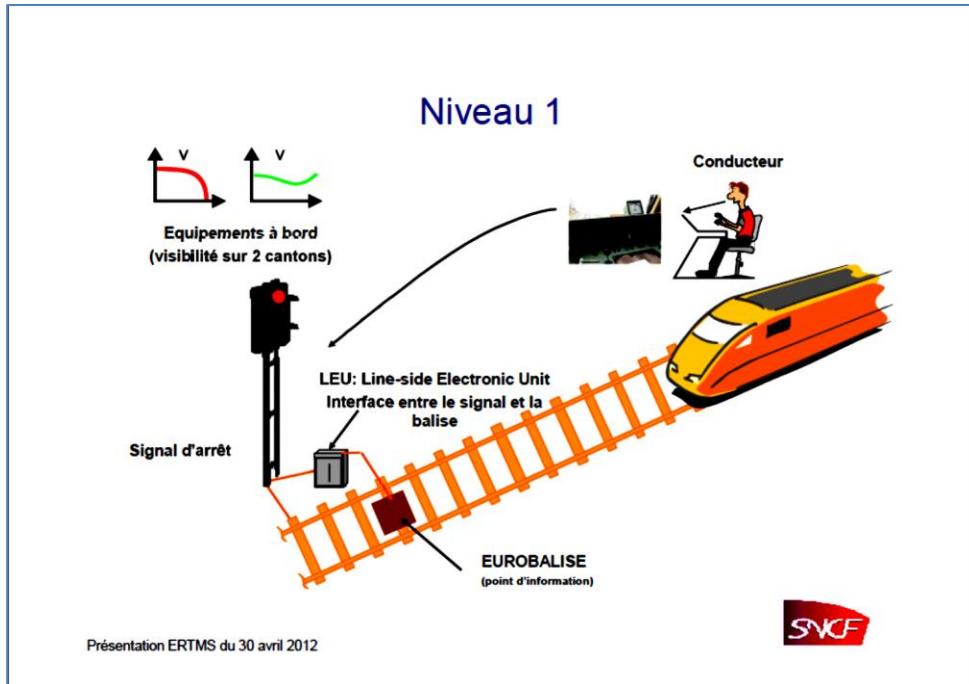 Niveau 1
V
V
Conducteur
Equipements à bord
(visibilité sur 2 cantons)
LEU: Line-side Electronic Unit
Interface entre le signal et la
balise
Signal d'arrêt
EUROBALISE
(point d'information)
SNCF
Présentation ERTMS du 30 avril 2012